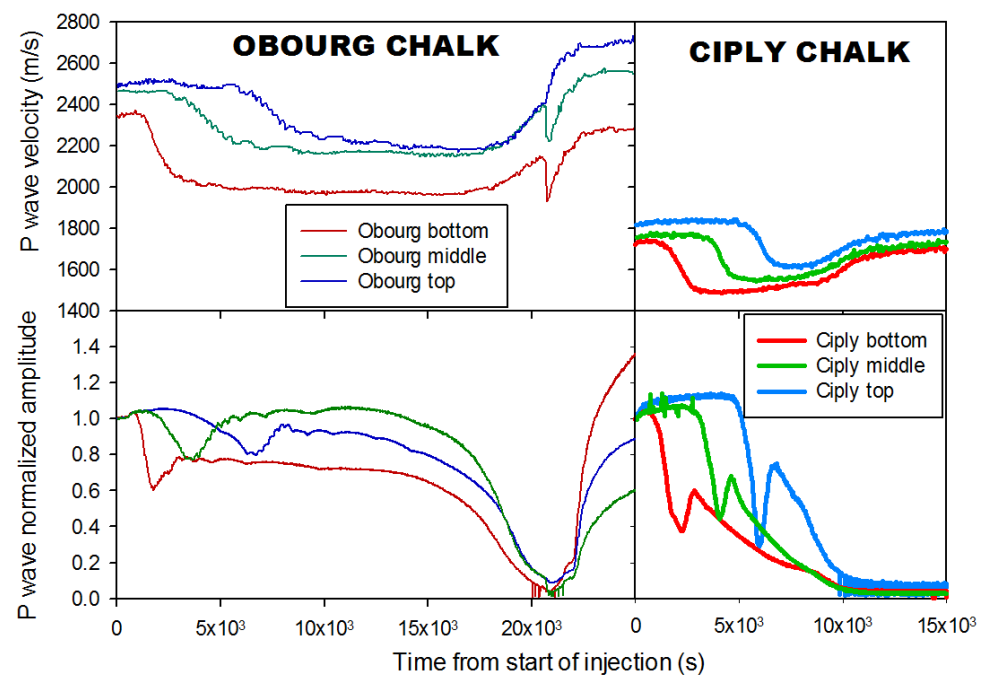 OBOURG CHALK
CIPLY CHALK
P wave velocity (m/s)
2800
2600
2400
2200
2000
1800
1600
1400
Obourg bottom
Obourg middle
Obourg top
P wave normalized amplitude
1.4
1.2
1.0
0.8
0.6
0.4
0.2
0.0
Ciply bottom
Ciply middle
Ciply top
0 5x10³ 10x10³ 15x10³ 20x10³ 0 5x10³ 10x10³ 15x10³
Time from start of injection (s)